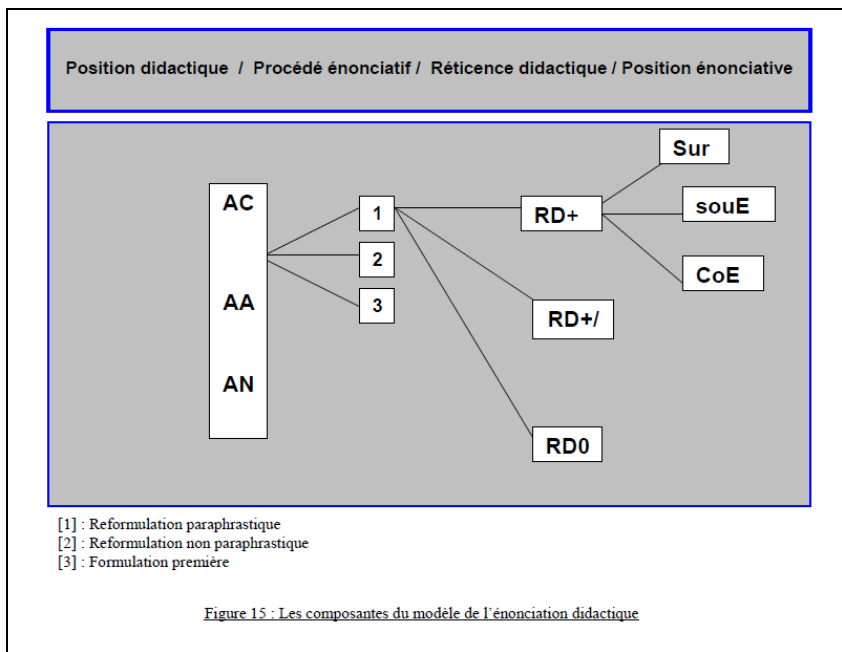 Position didactique / Procédé énonciatif / Réticence didactique / Position énonciative
AC
AA
AN
1
2
3
RD+
RD+/
RD0
Sur
souE
CoE
[1] : Reformulation paraphrastique
[2] : Reformulation non paraphrastique
[3] : Formulation première
Figure 15 : Les composantes du modèle de l'énonciation didactique